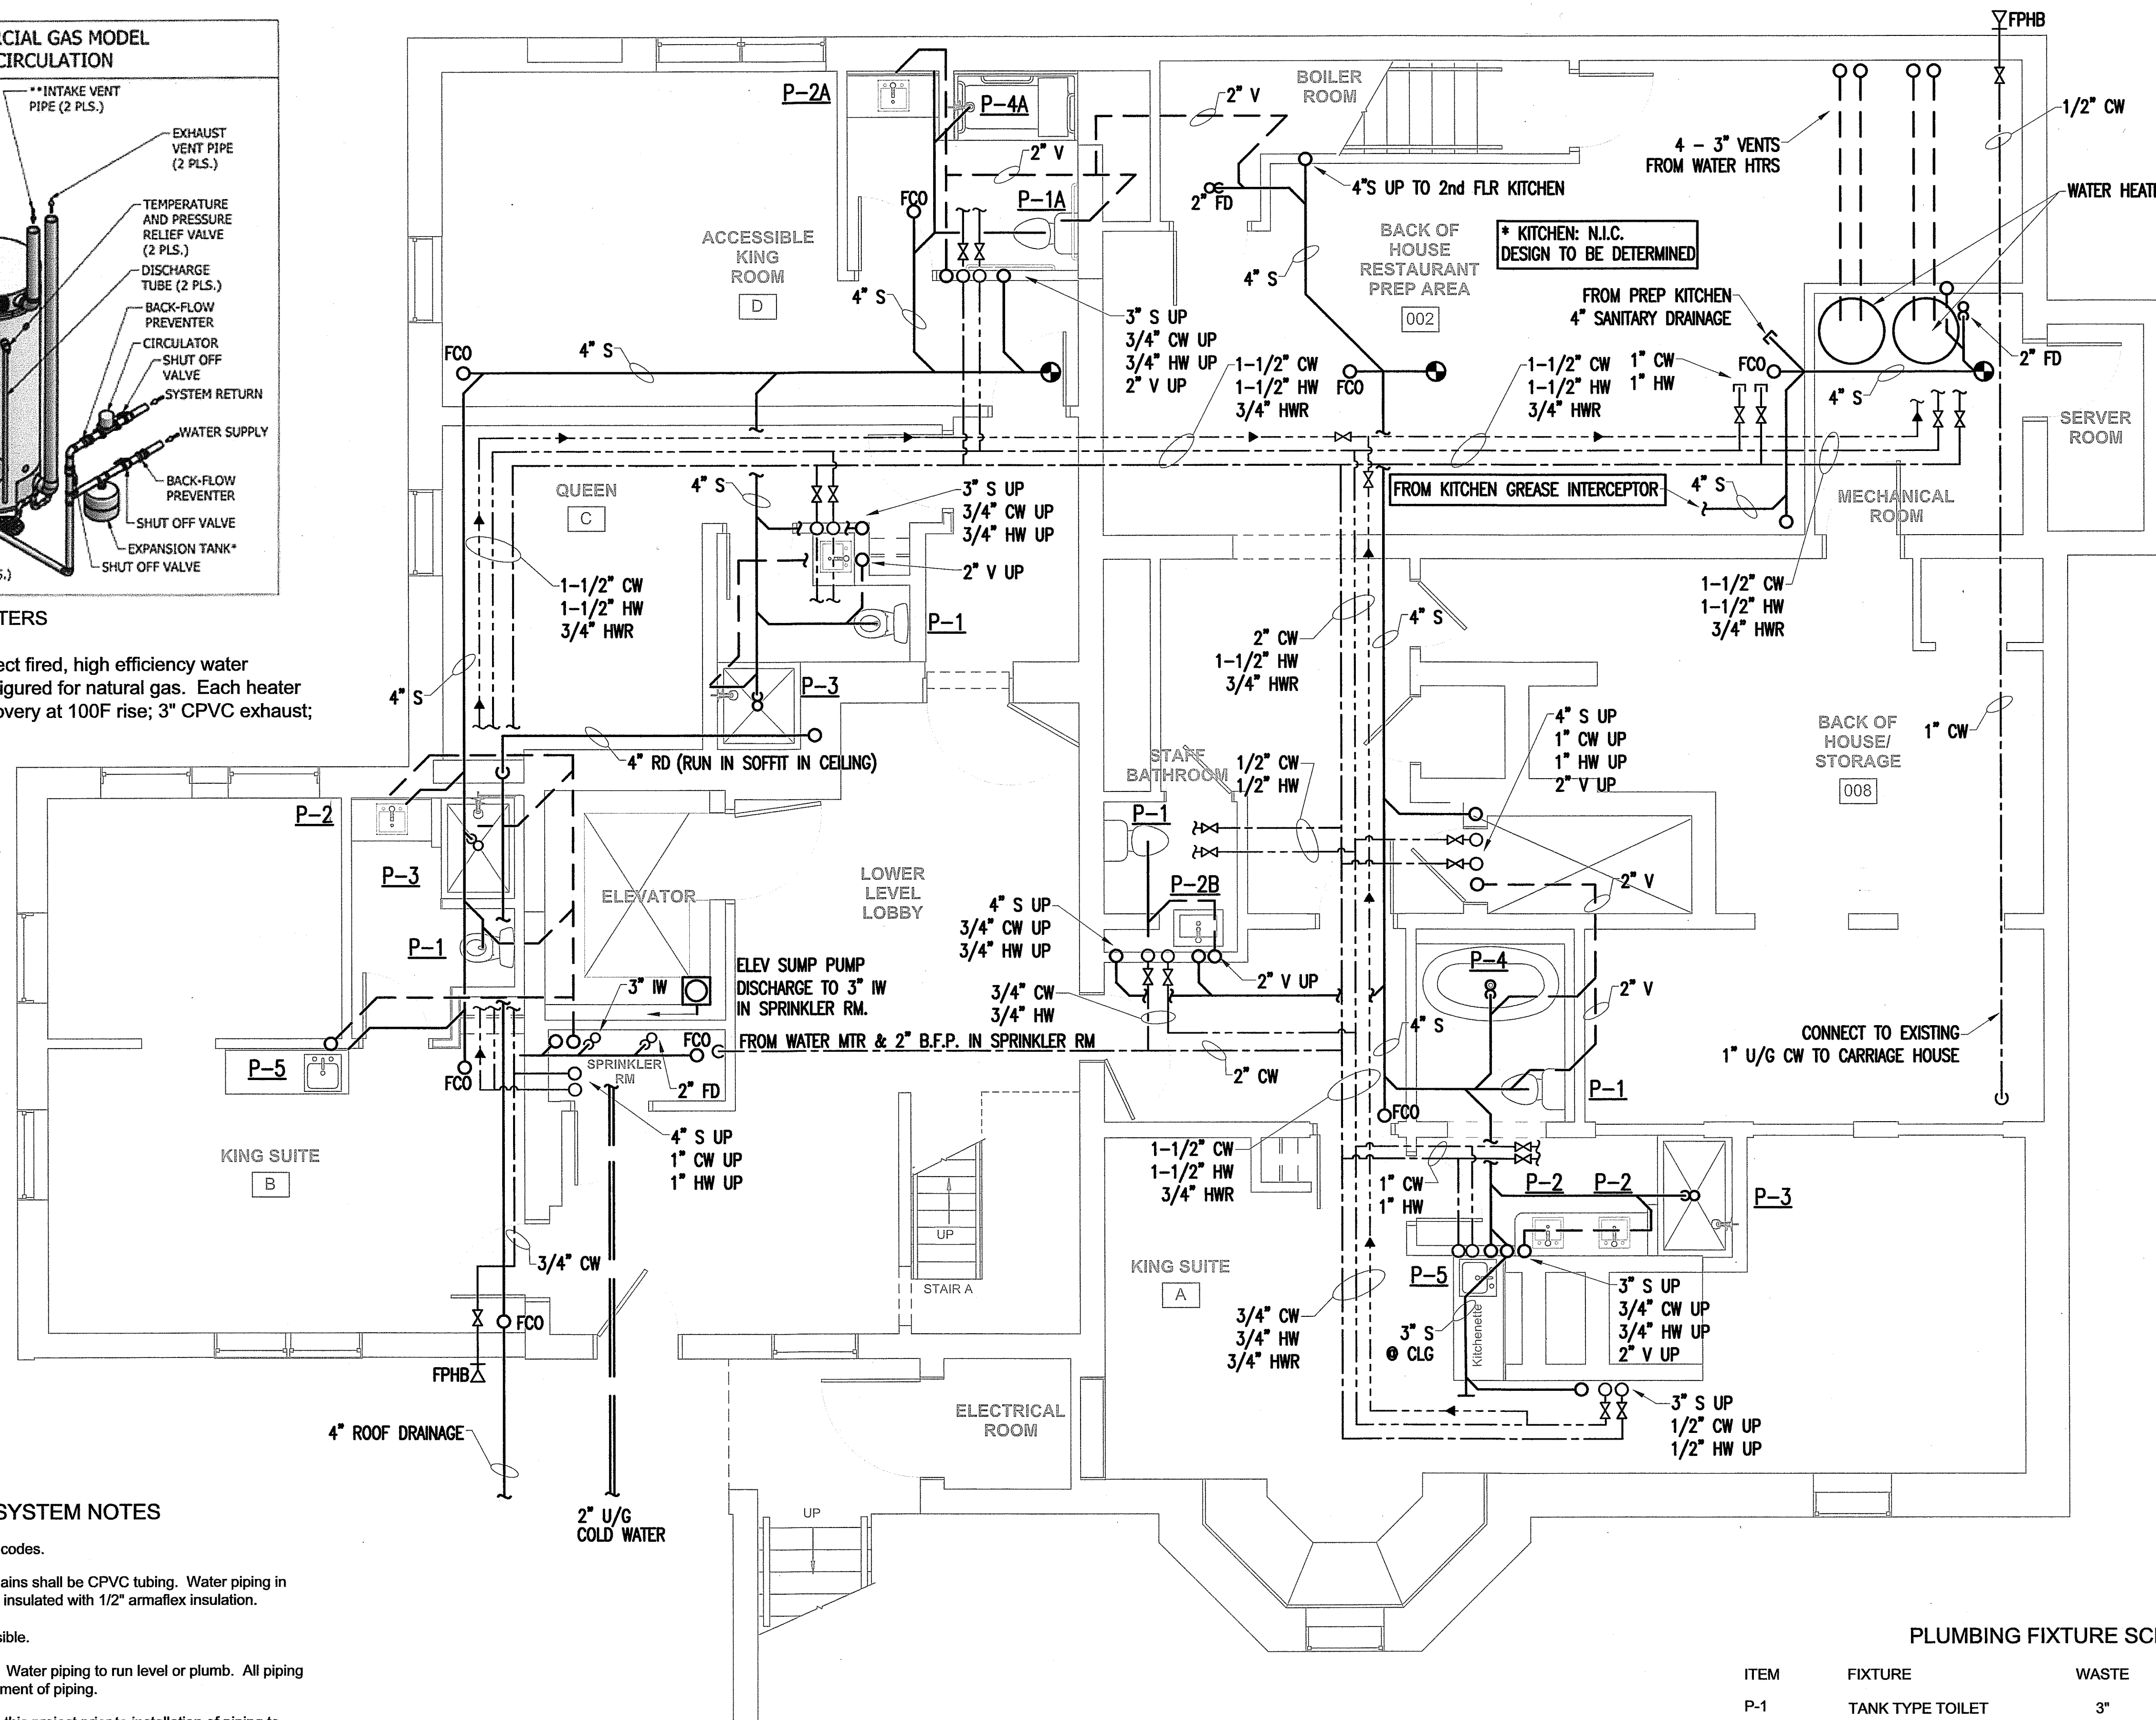 CIAL GAS MODEL
CIRCULATION
**INTAKE VENT
PIPE (2 PLS.)
EXHAUST
VENT PIPE
(2 PLS.)
TEMPERATURE
AND PRESSURE
RELIEF VALVE
(2 PLS.)
DISCHARGE
TUBE (2 PLS.)
BACK-FLOW
PREVENTER
CIRCULATOR
SHUT OFF
VALVE
SYSTEM RETURN
WATER SUPPLY
BACK-FLOW
PREVENTER
SHUT OFF VALVE
EXPANSION TANK*
SHUT OFF VALVE
S.)
TERS
ect fired, high efficiency water
igured for natural gas. Each heater
overy at 100F rise; 3" CPVC exhaust;
P-2A
P-4A
2" V
P-1A
FCO
ACCESSIBLE
KING
ROOM
D
4" S
3" S UP
3/4" CW UP
3/4" HW UP
2" V UP
FCO
4" S
2" V
BOILER
ROOM
2" FD
4"S UP TO 2nd FLR KITCHEN
4" S
BACK OF
HOUSE
RESTAURANT
PREP AREA
002
* KITCHEN: N.I.C.
DESIGN TO BE DETERMINED
4 - 3" VENTS
FROM WATER HTRS
FPHB
1/2" CW
WATER HEAT
FROM PREP KITCHEN
4" SANITARY DRAINAGE
2" FD
1-1/2" CW
1-1/2" HW
3/4" HWR
FCO
1-1/2" CW
1-1/2" HW
3/4" HWR
1" CW
1" HW
FCO
4" S
SERVER
ROOM
FROM KITCHEN GREASE INTERCEPTOR
4" S
MECHANICAL
ROOM
QUEEN
C
4" S
3" S UP
3/4" CW UP
3/4" HW UP
2" V UP
1-1/2" CW
1-1/2" HW
3/4" HWR
P-1
P-3
4" S
4" RD (RUN IN SOFFIT IN CEILING)
2" CW
1-1/2" HW
3/4" HWR
4" S
1-1/2" CW
1-1/2" HW
3/4" HWR
BACK OF
HOUSE/
STORAGE
008
1" CW
4" S UP
1" CW UP
1" HW UP
2" V UP
STAFF
BATHROOM
1/2" CW
1/2" HW
P-1
P-2B
2" V
P-2
P-3
P-1
ELEVATOR
LOWER
LEVEL
LOBBY
4" S UP
3/4" CW UP
3/4" HW UP
2" V UP
3/4" CW
3/4" HW
ELEV SUMP PUMP
DISCHARGE TO 3" IW
IN SPRINKLER RM.
3" IW
FCO
FROM WATER MTR & 2" B.F.P. IN SPRINKLER RM
SPRINKLER
RM
2" FD
2" CW
P-4
2" V
4" S
P-1
FCO
CONNECT TO EXISTING
1" U/G CW TO CARRIAGE HOUSE
P-5
FCO
KING SUITE
B
4" S UP
1" CW UP
1" HW UP
3/4" CW
FCO
FPHB
4" ROOF DRAINAGE
2" U/G
COLD WATER
UP
STAIR A
1-1/2" CW
1-1/2" HW
3/4" HWR
1" CW
1" HW
P-2
P-2
P-3
KING SUITE
A
P-5
3/4" CW
3/4" HW
3/4" HWR
3" S
@ CLG
Kitchenette
3" S UP
3/4" CW UP
3/4" HW UP
2" V UP
3" S UP
1/2" CW UP
1/2" HW UP
ELECTRICAL
ROOM
UP
SYSTEM NOTES
codes.
ains shall be CPVC tubing. Water piping in
insulated with 1/2" armaflex insulation.
sible.
Water piping to run level or plumb. All piping
ment of piping.
PLUMBING FIXTURE SC
ITEM FIXTURE WASTE
P-1 TANK TYPE TOILET 3"